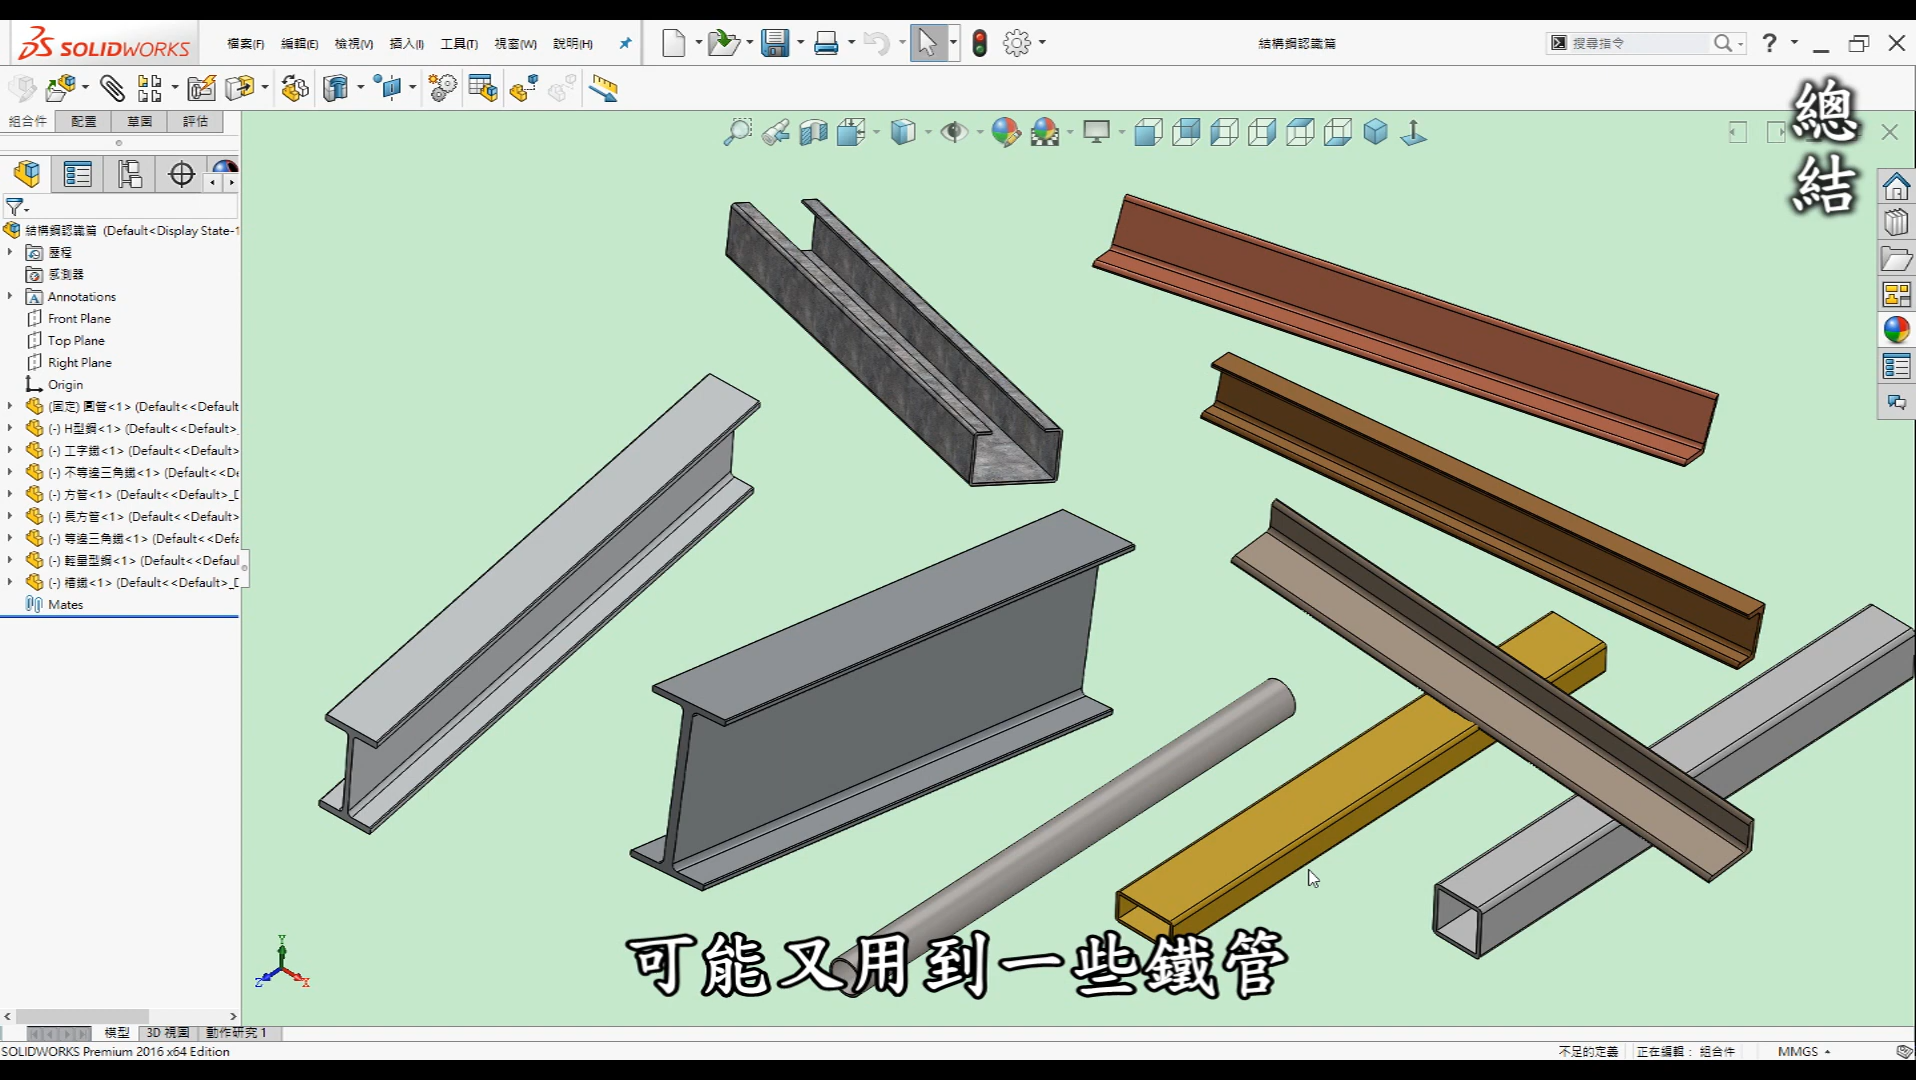 SOLIDWORKS
檔案(F) 編輯(E) 檢視(V) 插入(I) 工具(T) 視窗(W) 說明(H)
結構鋼認識篇
搜尋指令
組合件 配置 草圖 評估
總結
結構鋼認識篇 (Default<Display State-1
歷程
感測器
Annotations
Front Plane
Top Plane
Right Plane
Origin
(固定) 圓管<1> (Default<<Default
(-) H型鋼<1> (Default<<Default>_
(-) 工字鐵<1> (Default<<Default>
(-) 不等邊三角鐵<1> (Default<<De
(-) 方管<1> (Default<<Default>_D
(-) 長方管<1> (Default<<Default>
(-) 等邊三角鐵<1> (Default<<Defa
(-) 輕量型鋼<1> (Default<<Defaul
(-) 槽鐵<1> (Default<<Default>_D
Mates
Y
Z
X
可能又用到一些鐵管
模型 3D 視圖 動作研究 1
SOLIDWORKS Premium 2016 x64 Edition
不足的定義 正在編輯： 組合件 MMGS